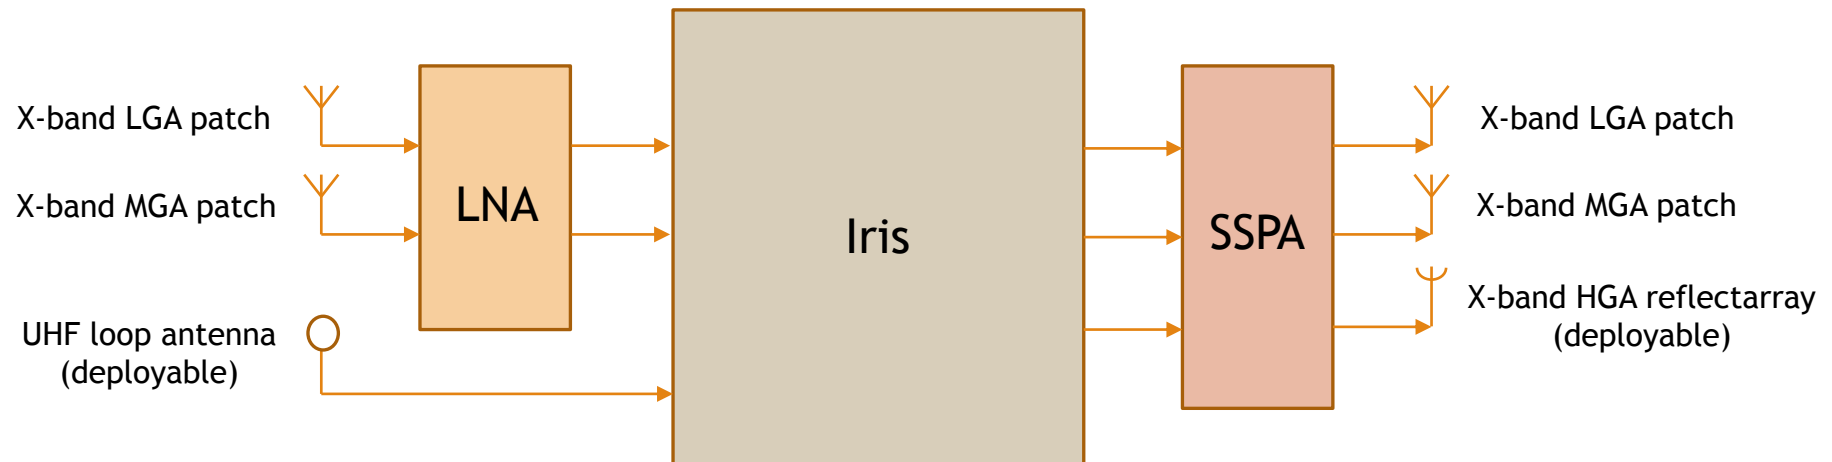 X-band LGA patch
X-band MGA patch
UHF loop antenna
(deployable)
LNA
Iris
SSPA
X-band LGA patch
X-band MGA patch
X-band HGA reflectarray
(deployable)